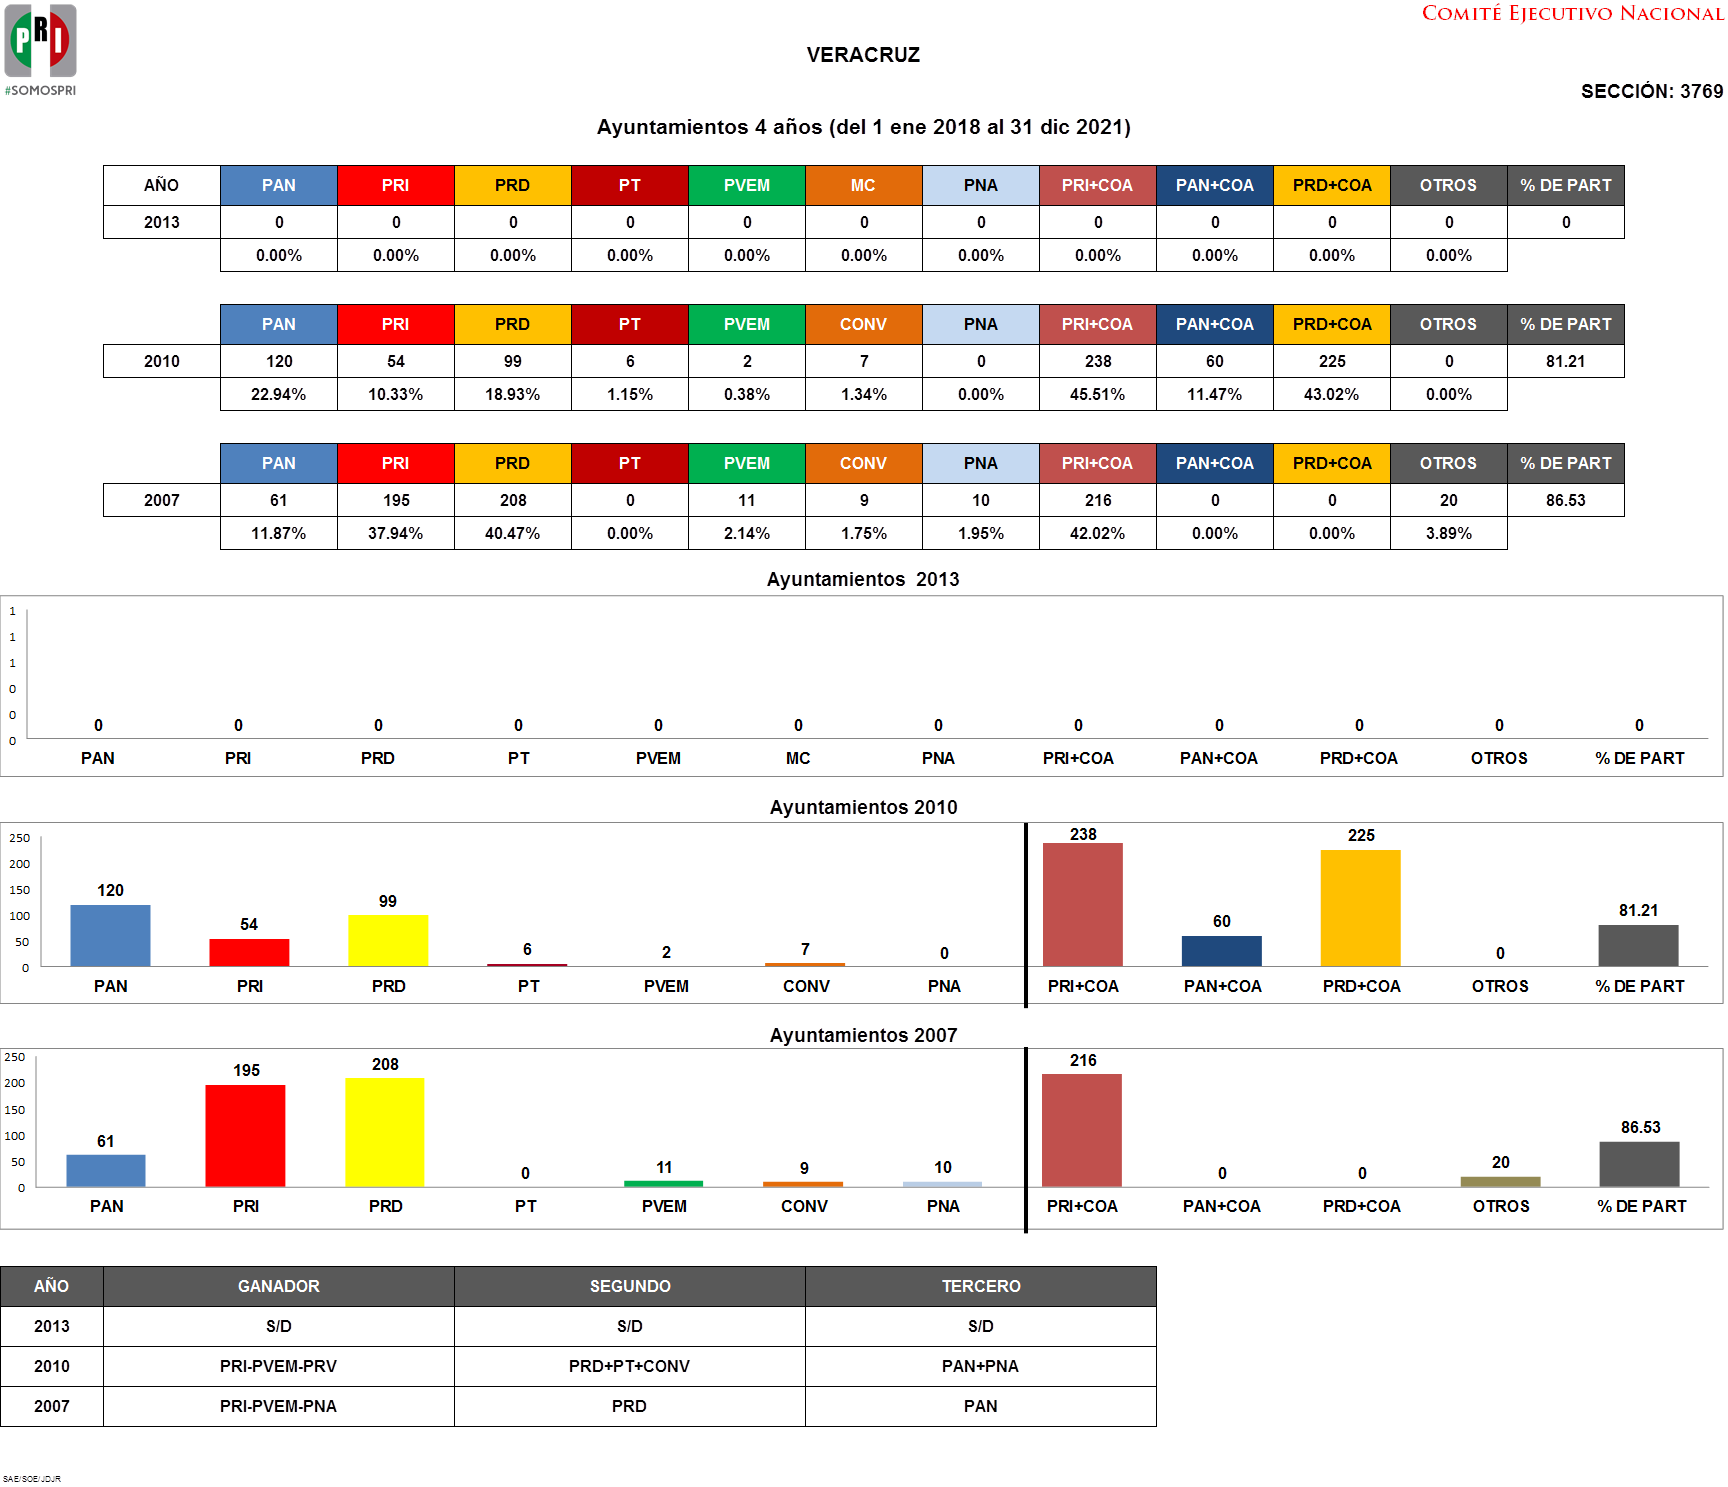 COMITÉ EJECUTIVO NACIONAL
PRI
#SOMOSPRI
VERACRUZ
SECCIÓN: 3769
Ayuntamientos 4 años (del 1 ene 2018 al 31 dic 2021)
AÑO PAN PRI PRD PT PVEM MC PNA PRI+COA PAN+COA PRD+COA OTROS % DE PART
2013 0 0 0 0 0 0 0 0 0 0 0 0
0.00% 0.00% 0.00% 0.00% 0.00% 0.00% 0.00% 0.00% 0.00% 0.00% 0.00%
PAN PRI PRD PT PVEM CONV PNA PRI+COA PAN+COA PRD+COA OTROS % DE PART
2010 120 54 99 6 2 7 0 238 60 225 0 81.21
22.94% 10.33% 18.93% 1.15% 0.38% 1.34% 0.00% 45.51% 11.47% 43.02% 0.00%
PAN PRI PRD PT PVEM CONV PNA PRI+COA PAN+COA PRD+COA OTROS % DE PART
2007 61 195 208 0 11 9 10 216 0 0 20 86.53
11.87% 37.94% 40.47% 0.00% 2.14% 1.75% 1.95% 42.02% 0.00% 0.00% 3.89%
Ayuntamientos 2013
1
1
1
0
0
0
0 0 0 0 0 0 0 0 0 0 0 0
PAN PRI PRD PT PVEM MC PNA PRI+COA PAN+COA PRD+COA OTROS % DE PART
Ayuntamientos 2010
250
200
150
100
50
0
120 54 99 6 2 7 0 238 60 225 0 81.21
PAN PRI PRD PT PVEM CONV PNA PRI+COA PAN+COA PRD+COA OTROS % DE PART
Ayuntamientos 2007
250
200
150
100
50
0
61 195 208 0 11 9 10 216 0 0 20 86.53
PAN PRI PRD PT PVEM CONV PNA PRI+COA PAN+COA PRD+COA OTROS % DE PART
AÑO GANADOR SEGUNDO TERCERO
2013 S/D S/D S/D
2010 PRI-PVEM-PRV PRD+PT+CONV PAN+PNA
2007 PRI-PVEM-PNA PRD PAN
SAE/SOE/JDJR